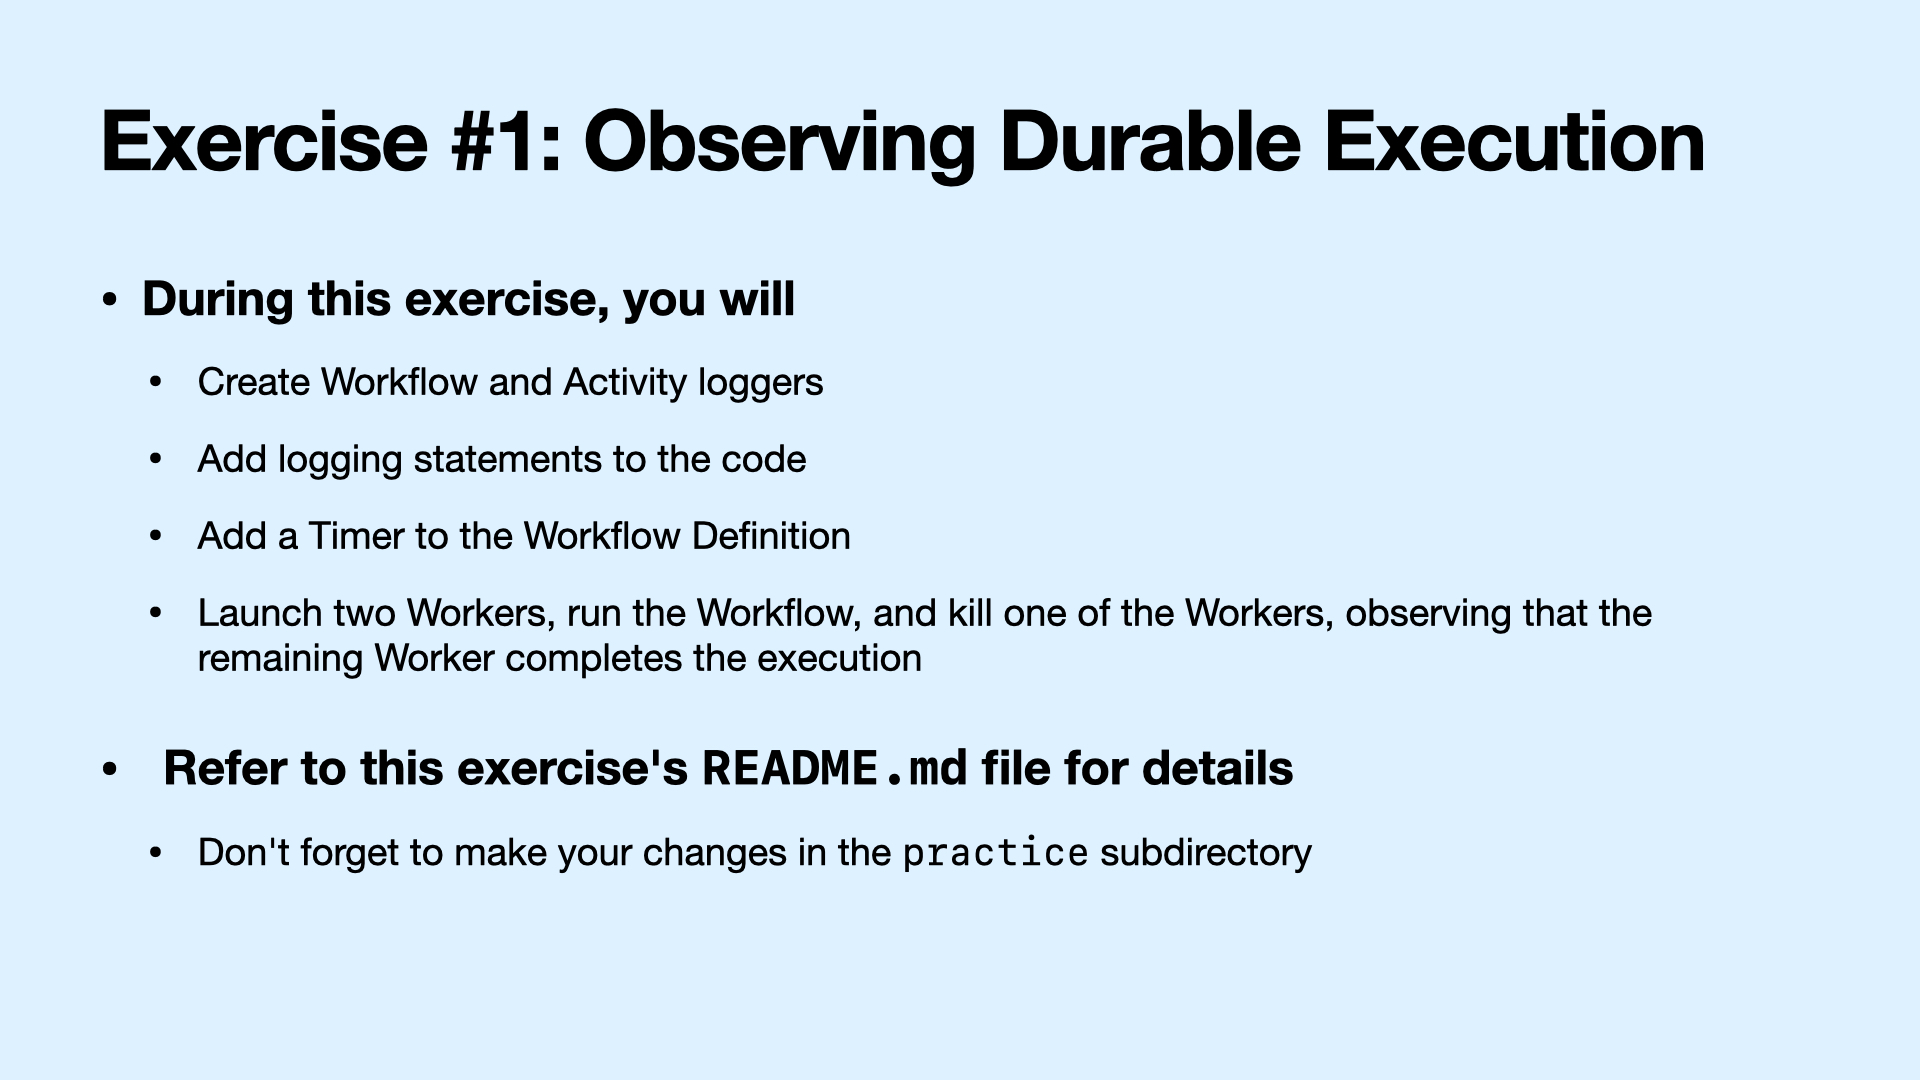 Exercise #1: Observing Durable Execution
• During this exercise, you will
• Create Workflow and Activity loggers
• Add logging statements to the code
• Add a Timer to the Workflow Definition
• Launch two Workers, run the Workflow, and kill one of the Workers, observing that the
remaining Worker completes the execution
• Refer to this exercise's README.md file for details
• Don't forget to make your changes in the practice subdirectory